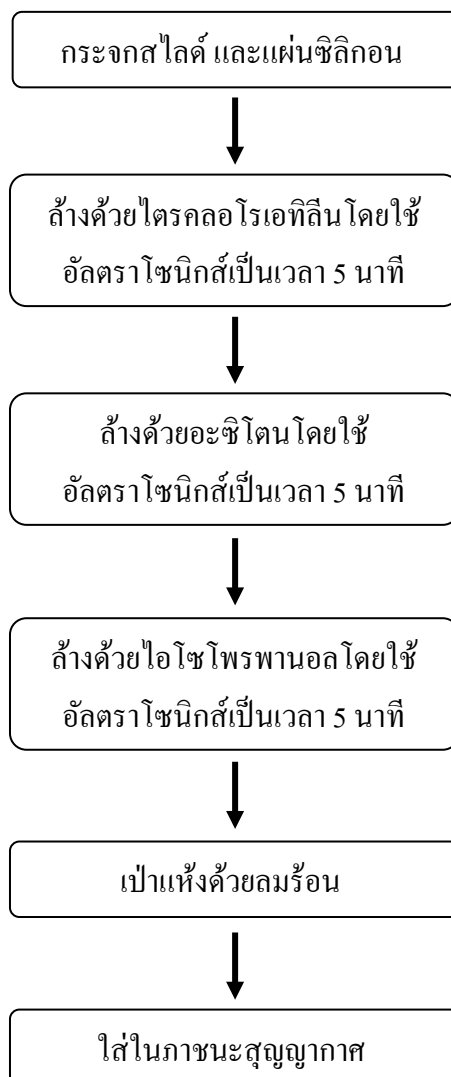 กระจกสไลด์ และแผ่นซิลิกอน
ล้างด้วยไตรคลอโรเอทิลีนโดยใช้
อัลตราโซนิกส์เป็นเวลา 5 นาที
ล้างด้วยอะซิโตนโดยใช้
อัลตราโซนิกส์เป็นเวลา 5 นาที
ล้างด้วยไอโซโพรพานอลโดยใช้
อัลตราโซนิกส์เป็นเวลา 5 นาที
เป่าแห้งด้วยลมร้อน
ใส่ในภาชนะสุญญากาศ